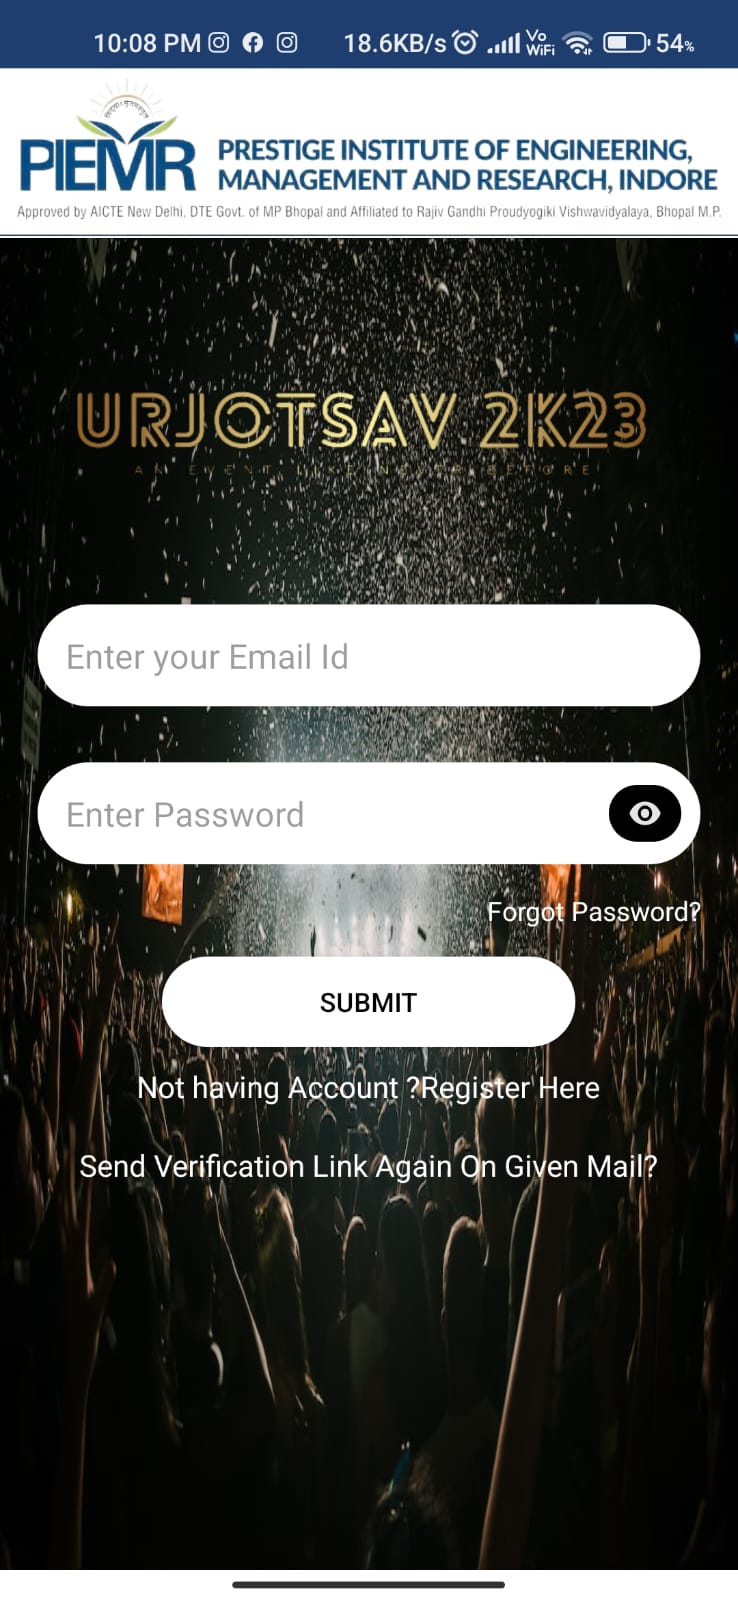 10:08 PM 18.6KB/s Vo WiFi 54%
PIEMR
PRESTIGE INSTITUTE OF ENGINEERING,
MANAGEMENT AND RESEARCH, INDORE
Approved by AICTE New Delhi, DTE Govt. of MP Bhopal and Affiliated to Rajiv Gandhi Proudyogiki Vishwavidyalaya, Bhopal M.P.
URJOTSAV 2K23
AN EVENT LIKE NEVER BEFORE!
Enter your Email Id
Enter Password
Forgot Password?
SUBMIT
Not having Account ?Register Here
Send Verification Link Again On Given Mail?